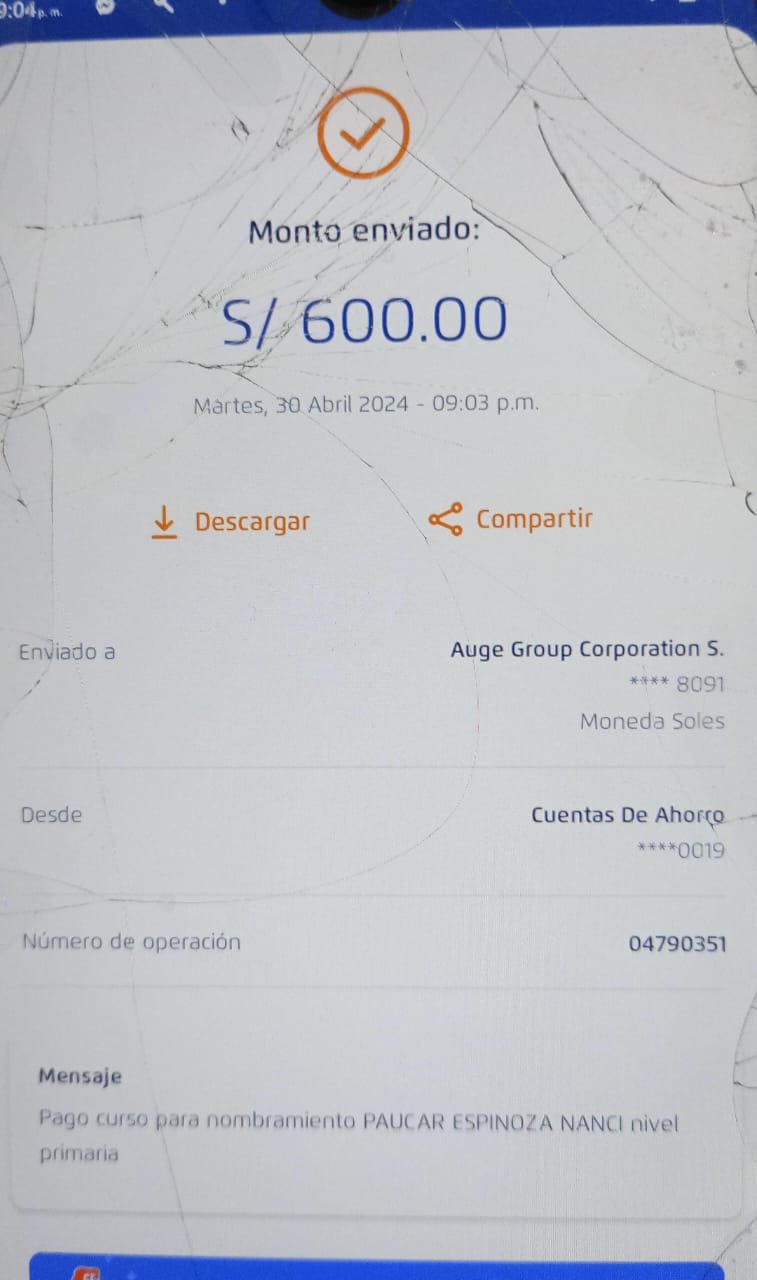 9:04 p.m.
Monto enviado:
S/ 600.00
Martes, 30 Abril 2024 - 09:03 p.m.
Descargar
Compartir
Enviado a
Auge Group Corporation S.
**** 8091
Moneda Soles
Desde
Cuentas De Ahorro
****0019
Número de operación
04790351
Mensaje
Pago curso para nombramiento PAUCAR ESPINOZA NANCI nivel
primaria